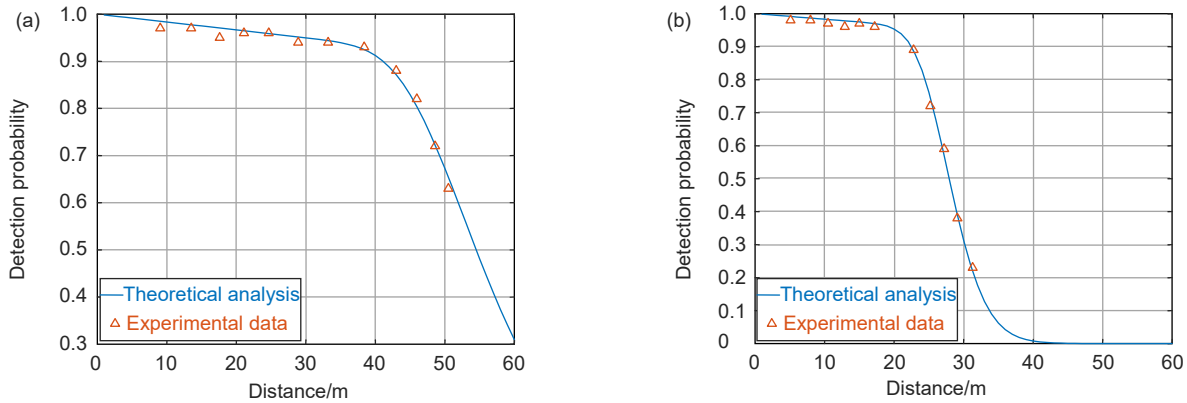 (a)
1.0
0.9
0.8
0.7
0.6
0.5
0.4
0.3
Detection probability
Theoretical analysis
Experimental data
0 10 20 30 40 50 60
Distance/m
(b)
1.0
0.9
0.8
0.7
0.6
0.5
0.4
0.3
0.2
0.1
0
Detection probability
Theoretical analysis
Experimental data
0 10 20 30 40 50 60
Distance/m